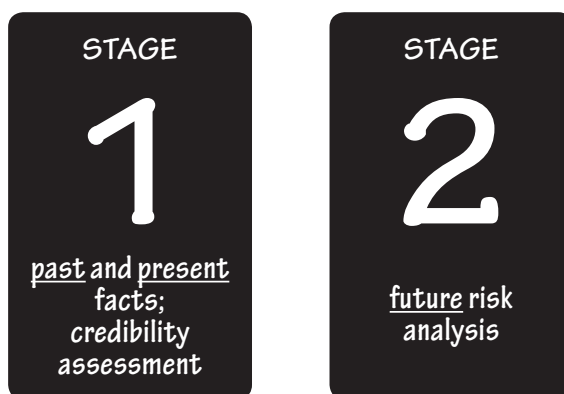 STAGE
1
past and present
facts;
credibility
assessment
STAGE
2
future risk
analysis